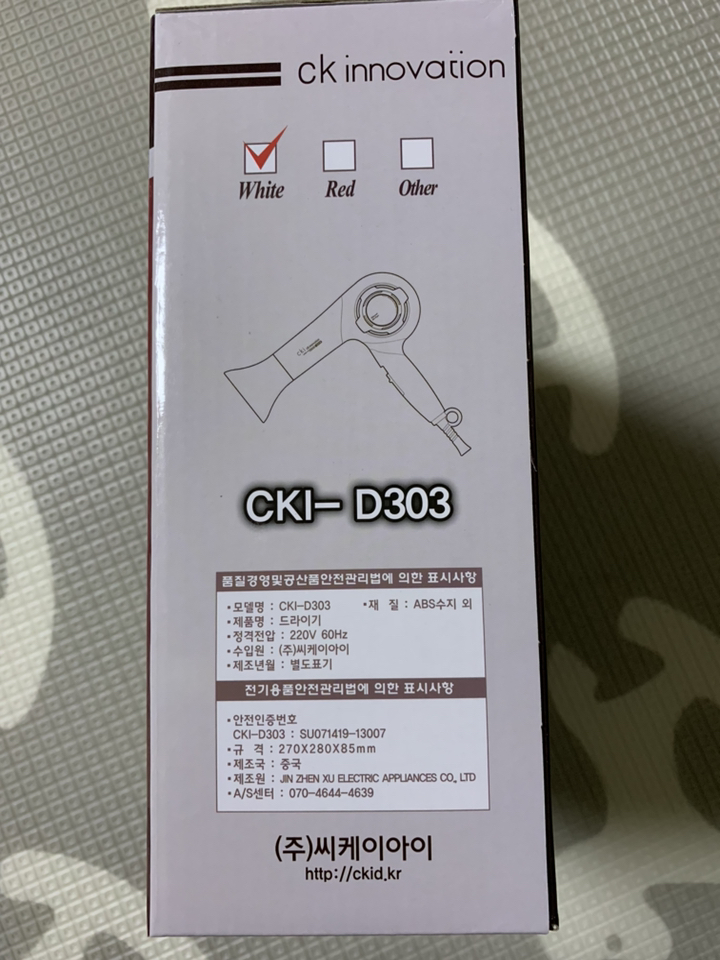 ck innovation
White Red Other
CKI- D303
품질경영및공산품안전관리법에 의한 표시사항
•모델명 : CKI-D303 •재 질 : ABS수지 외
•제품명 : 드라이기
•정격전압 : 220V 60Hz
•수입원 : (주)씨케이아이
•제조년월 : 별도표기
전기용품안전관리법에 의한 표시사항
•안전인증번호
CKI-D303 : SU071419-13007
•규 격 : 270X280X85mm
•제조국 : 중국
•제조원 : JIN ZHEN XU ELECTRIC APPLIANCES CO., LTD
•A/S센터 : 070-4644-4639
(주)씨케이아이
http://ckid.kr